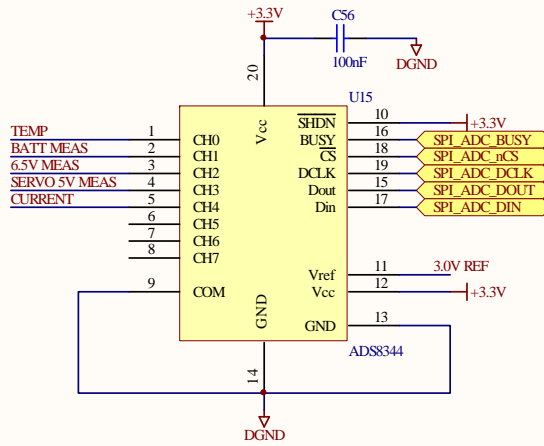 +3.3V
C56
100nF
DGND
20
U15
Vcc
TEMP 1 CH0
BATT MEAS 2 CH1
6.5V MEAS 3 CH2
SERVO 5V MEAS 4 CH3
CURRENT 5 CH4
6 CH5
7 CH6
8 CH7
9 COM
SHDN 10 +3.3V
BUSY 16 SPI_ADC_BUSY
CS 18 SPI_ADC_nCS
DCLK 19 SPI_ADC_DCLK
Dout 15 SPI_ADC_DOUT
Din 17 SPI_ADC_DIN
Vref 11 3.0V REF
Vcc 12 +3.3V
GND 13
GND
14
ADS8344
DGND